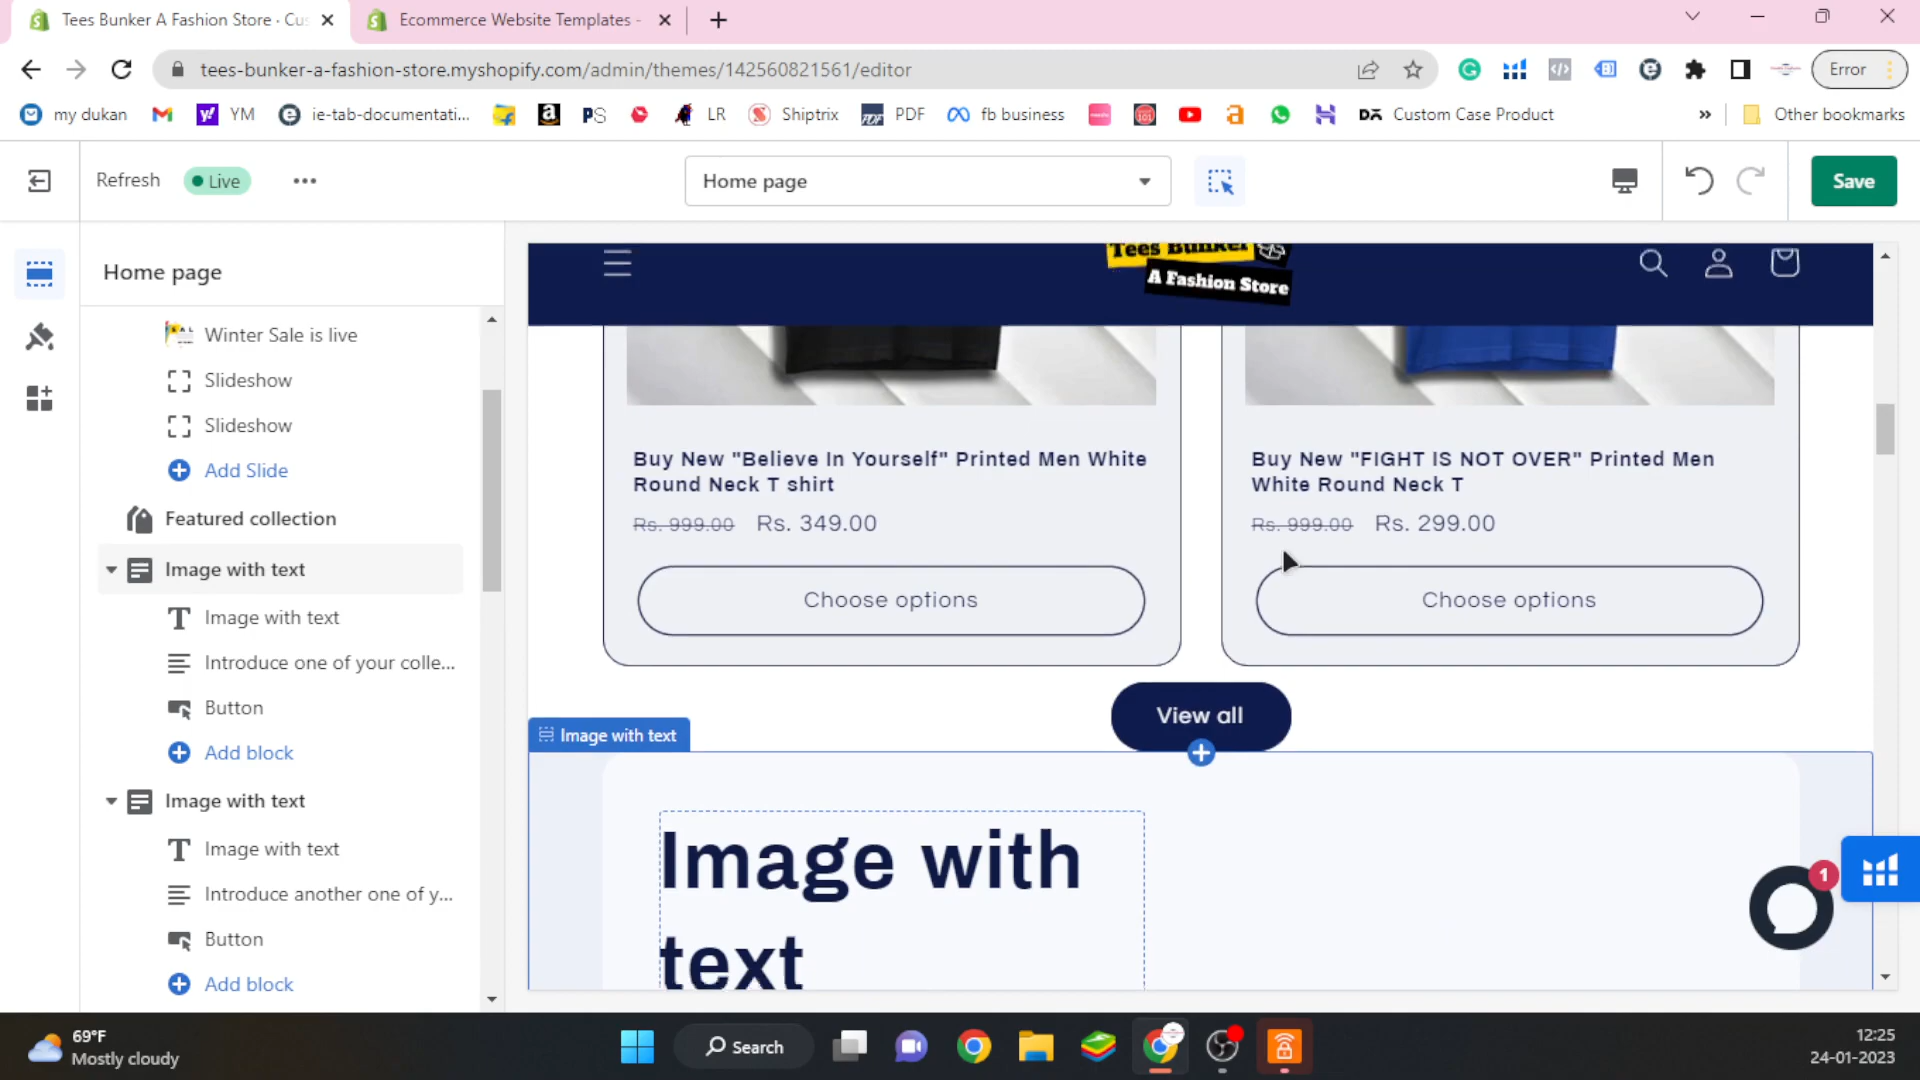 Tees Bunker A Fashion Store · Cus
Ecommerce Website Templates -
tees-bunker-a-fashion-store.myshopify.com/admin/themes/142560821561/editor
Error
my dukan
YM
ie-tab-documentati...
PS
LR
Shiptrix
PDF
fb business
DX Custom Case Product
»
Other bookmarks
Refresh
Live
Home page
Save
Home page
Winter Sale is live
Slideshow
Slideshow
Add Slide
Featured collection
Image with text
Image with text
Introduce one of your colle...
Button
Add block
Image with text
Image with text
Introduce another one of y...
Button
Add block
Tees Bunker
A Fashion Store
Buy New "Believe In Yourself" Printed Men White
Round Neck T shirt
Rs. 999.00 Rs. 349.00
Choose options
Buy New "FIGHT IS NOT OVER" Printed Men
White Round Neck T
Rs. 999.00 Rs. 299.00
Choose options
View all
Image with text
Image with
text
1
69°F
Mostly cloudy
Search
12:25
24-01-2023